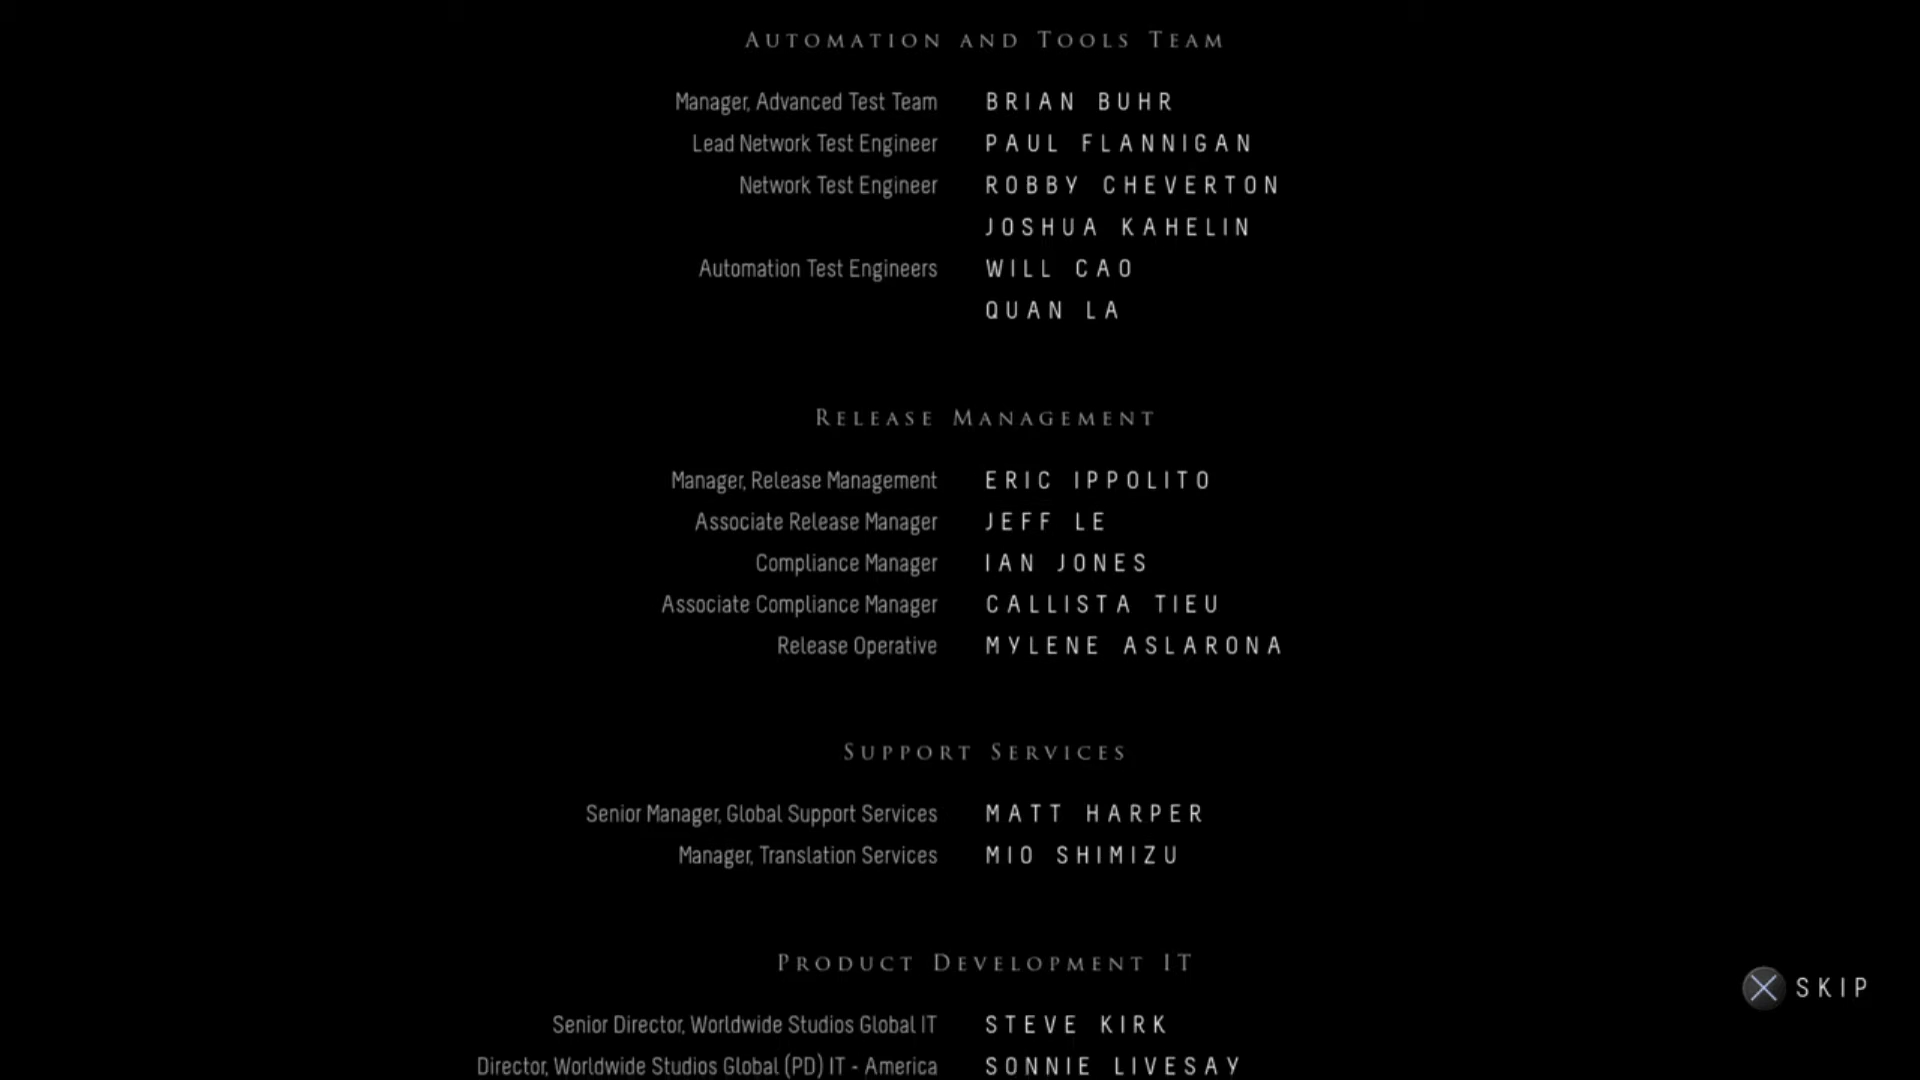 AUTOMATION AND TOOLS TEAM
Manager, Advanced Test Team BRIAN BUHR
Lead Network Test Engineer PAUL FLANNIGAN
Network Test Engineer ROBBY CHEVERTON
JOSHUA KAHELIN
Automation Test Engineers WILL CAO
QUAN LA
RELEASE MANAGEMENT
Manager, Release Management ERIC IPPOLITO
Associate Release Manager JEFF LE
Compliance Manager IAN JONES
Associate Compliance Manager CALLISTA TIEU
Release Operative MYLENE ASLARONA
SUPPORT SERVICES
Senior Manager, Global Support Services MATT HARPER
Manager, Translation Services MIO SHIMIZU
PRODUCT DEVELOPMENT IT
SKIP
Senior Director, Worldwide Studios Global IT STEVE KIRK
Director, Worldwide Studios Global (PD) IT - America SONNIE LIVESAY